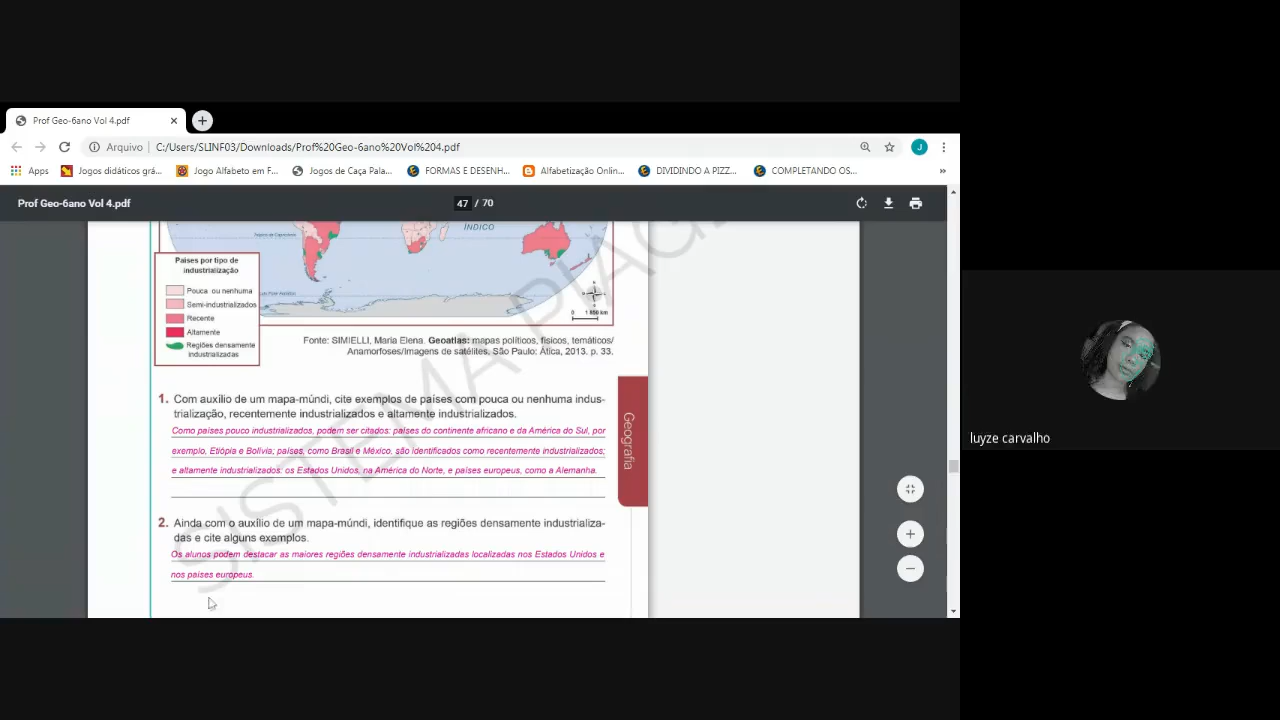 Prof Geo-6ano Vol 4.pdf
Arquivo C:/Users/SLINF03/Downloads/Prof%20Geo-6ano%20Vol%204.pdf
J
Apps Jogos didáticos grá... Jogo Alfabeto em F... Jogos de Caça Pala... FORMAS E DESENH... Alfabetização Onlin... DIVIDINDO A PIZZ... COMPLETANDO OS... »
Prof Geo-6ano Vol 4.pdf 47 / 70
ÍNDICO
Países por tipo de
industrialização
Pouca ou nenhuma
Semi-industrializados
Recente
Altamente
Regiões densamente
industrializadas
0 1 850 km
Fonte: SIMIELLI, Maria Elena. Geoatlas: mapas políticos, físicos, temáticos/
Anamorfoses/Imagens de satélites, São Paulo: Ática, 2013. p. 33.
1. Com auxílio de um mapa-múndi, cite exemplos de países com pouca ou nenhuma indus-
trialização, recentemente industrializados e altamente industrializados.
Como países pouco industrializados, podem ser citados: países do continente africano e da América do Sul, por
exemplo, Etiópia e Bolívia; países, como Brasil e México, são identificados como recentemente industrializados;
e altamente industrializados: os Estados Unidos, na América do Norte, e países europeus, como a Alemanha.
2. Ainda com o auxílio de um mapa-múndi, identifique as regiões densamente industrializa-
das e cite alguns exemplos.
Os alunos podem destacar as maiores regiões densamente industrializadas localizadas nos Estados Unidos e
nos países europeus.
Geografia
SISTEMA PIAGET
luyze carvalho